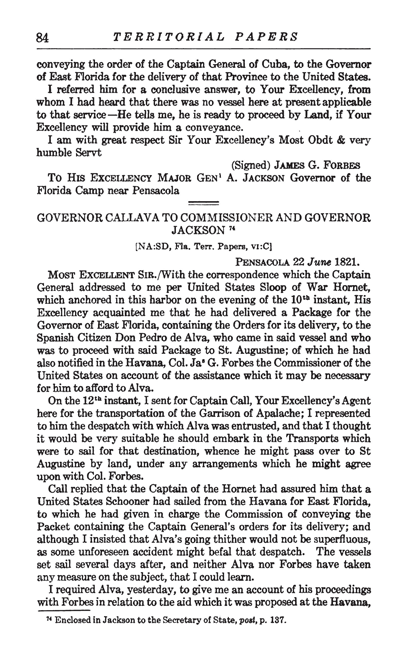 84 TERRITORIAL PAPERS
conveying the order of the Captain General of Cuba, to the Governor
of East Florida for the delivery of that Province to the United States.
I referred him for a conclusive answer, to Your Excellency, from
whom I had heard that there was no vessel here at present applicable
to that service—He tells me, he is ready to proceed by Land, if Your
Excellency will provide him a conveyance.
I am with great respect Sir Your Excellency's Most Obdt & very
humble Servt
(Signed) JAMES G. FORBES
TO HIS EXCELLENCY MAJOR GENˡ A. JACKSON Governor of the
Florida Camp near Pensacola
GOVERNOR CALLAVA TO COMMISSIONER AND GOVERNOR
JACKSON ⁷⁴
[NA:SD, Fla. Terr. Papers, VI:C]
PENSACOLA 22 June 1821.
MOST EXCELLENT SIR./With the correspondence which the Captain
General addressed to me per United States Sloop of War Hornet,
which anchored in this harbor on the evening of the 10ᵗʰ instant, His
Excellency acquainted me that he had delivered a Package for the
Governor of East Florida, containing the Orders for its delivery, to the
Spanish Citizen Don Pedro de Alva, who came in said vessel and who
was to proceed with said Package to St. Augustine; of which he had
also notified in the Havana, Col. Jaˢ G. Forbes the Commissioner of the
United States on account of the assistance which it may be necessary
for him to afford to Alva.
On the 12ᵗʰ instant, I sent for Captain Call, Your Excellency's Agent
here for the transportation of the Garrison of Apalache; I represented
to him the despatch with which Alva was entrusted, and that I thought
it would be very suitable he should embark in the Transports which
were to sail for that destination, whence he might pass over to St
Augustine by land, under any arrangements which he might agree
upon with Col. Forbes.
Call replied that the Captain of the Hornet had assured him that a
United States Schooner had sailed from the Havana for East Florida,
to which he had given in charge the Commission of conveying the
Packet containing the Captain General's orders for its delivery; and
although I insisted that Alva's going thither would not be superfluous,
as some unforeseen accident might befal that despatch. The vessels
set sail several days after, and neither Alva nor Forbes have taken
any measure on the subject, that I could learn.
I required Alva, yesterday, to give me an account of his proceedings
with Forbes in relation to the aid which it was proposed at the Havana,
⁷⁴ Enclosed in Jackson to the Secretary of State, post, p. 137.